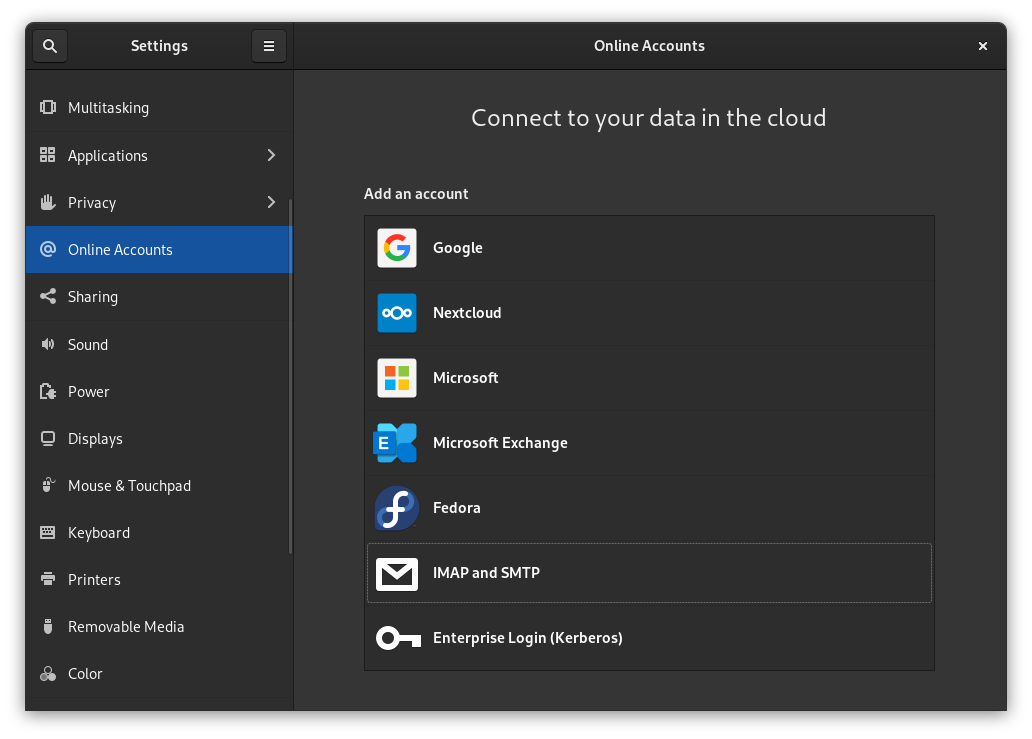 Settings
Online Accounts
Multitasking
Applications
Privacy
Online Accounts
Sharing
Sound
Power
Displays
Mouse & Touchpad
Keyboard
Printers
Removable Media
Color
Connect to your data in the cloud
Add an account
Google
Nextcloud
Microsoft
E
Microsoft Exchange
Fedora
IMAP and SMTP
Enterprise Login (Kerberos)